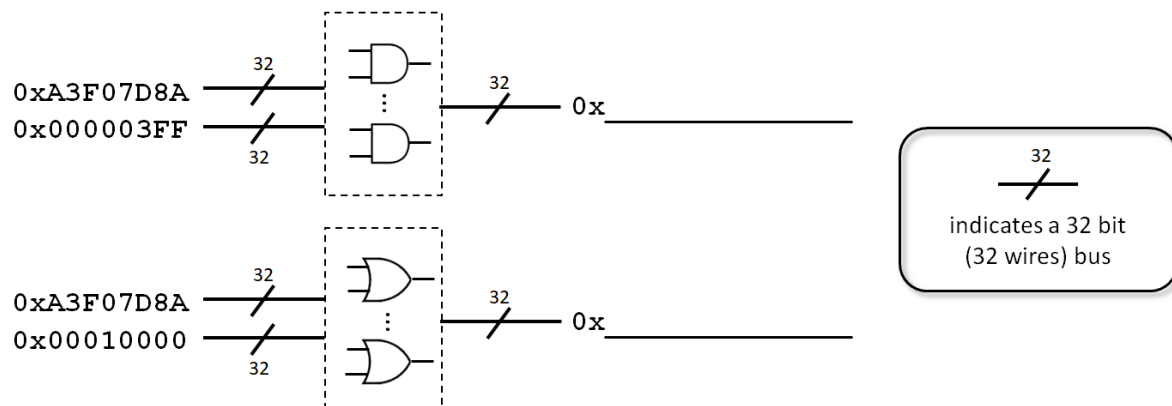 32
0xA3F07D8A
0x000003FF
32
32
0x
32
indicates a 32 bit
(32 wires) bus
32
0xA3F07D8A
0x00010000
32
32
0x